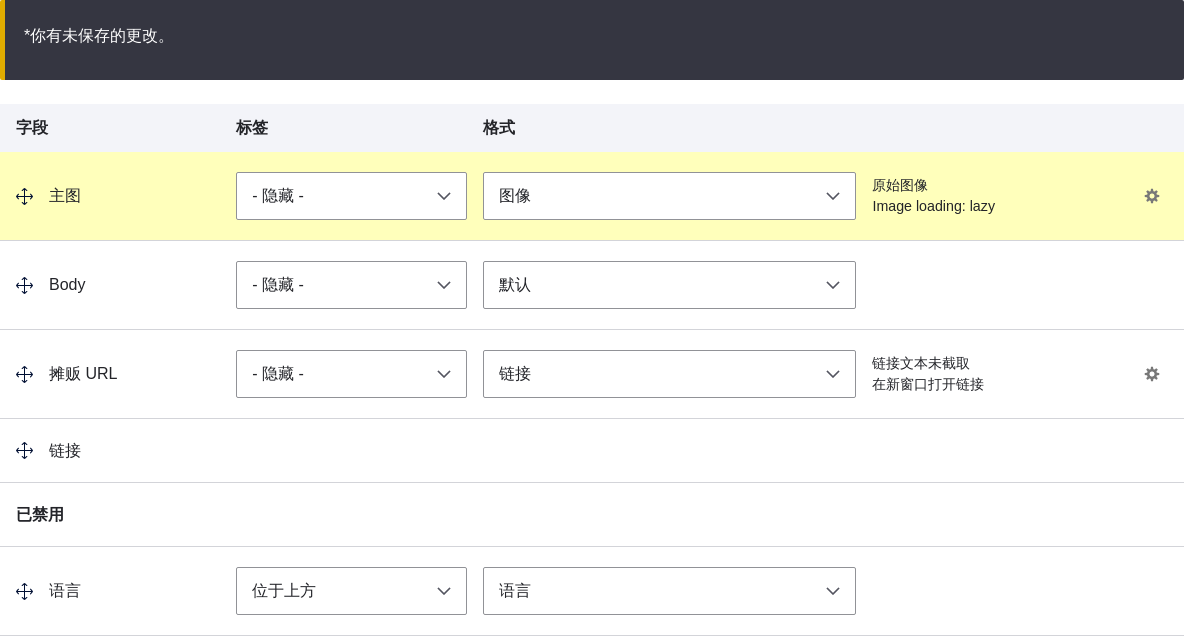 *你有未保存的更改。
字段 标签 格式
主图 - 隐藏 - 图像 原始图像
Image loading: lazy
Body - 隐藏 - 默认
摊贩 URL - 隐藏 - 链接 链接文本未截取
在新窗口打开链接
链接
已禁用
语言 位于上方 语言